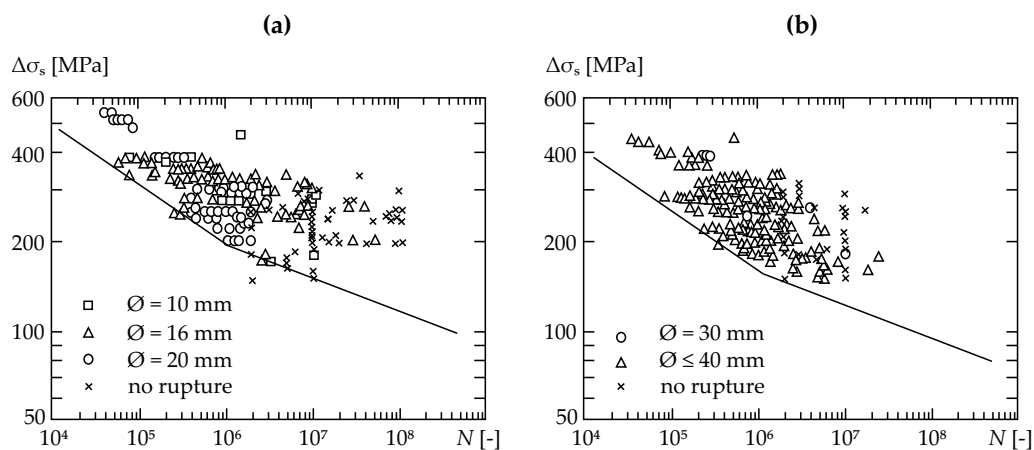 (a)
Δσs [MPa]
600
400
200
100
50
Ø = 10 mm
Ø = 16 mm
Ø = 20 mm
no rupture
10⁴ 10⁵ 10⁶ 10⁷ 10⁸ N [-]
(b)
Δσs [MPa]
600
400
200
100
50
Ø = 30 mm
Ø ≤ 40 mm
no rupture
10⁴ 10⁵ 10⁶ 10⁷ 10⁸ N [-]